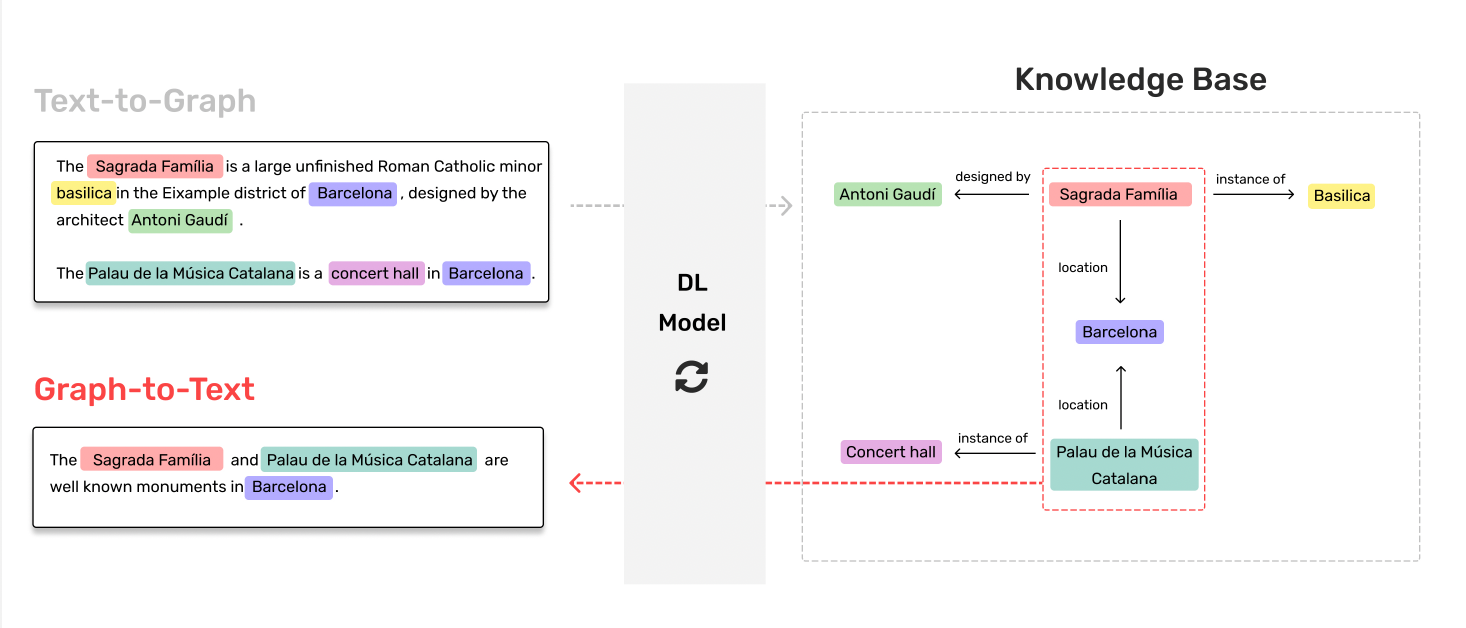 Text-to-Graph
The Sagrada Família is a large unfinished Roman Catholic minor
basilica in the Eixample district of Barcelona , designed by the
architect Antoni Gaudí .
The Palau de la Música Catalana is a concert hall in Barcelona .
Graph-to-Text
The Sagrada Família and Palau de la Música Catalana are
well known monuments in Barcelona .
DL
Model
Knowledge Base
Antoni Gaudí
designed by
Sagrada Família
instance of
Basilica
location
Barcelona
location
Concert hall
instance of
Palau de la Música
Catalana